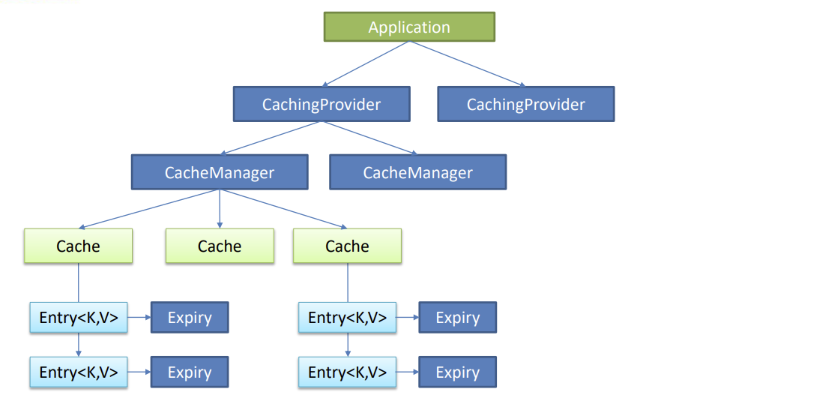 Application
CachingProvider
CachingProvider
CacheManager
CacheManager
Cache
Cache
Cache
Entry<K,V>
Expiry
Entry<K,V>
Expiry
Entry<K,V>
Expiry
Entry<K,V>
Expiry